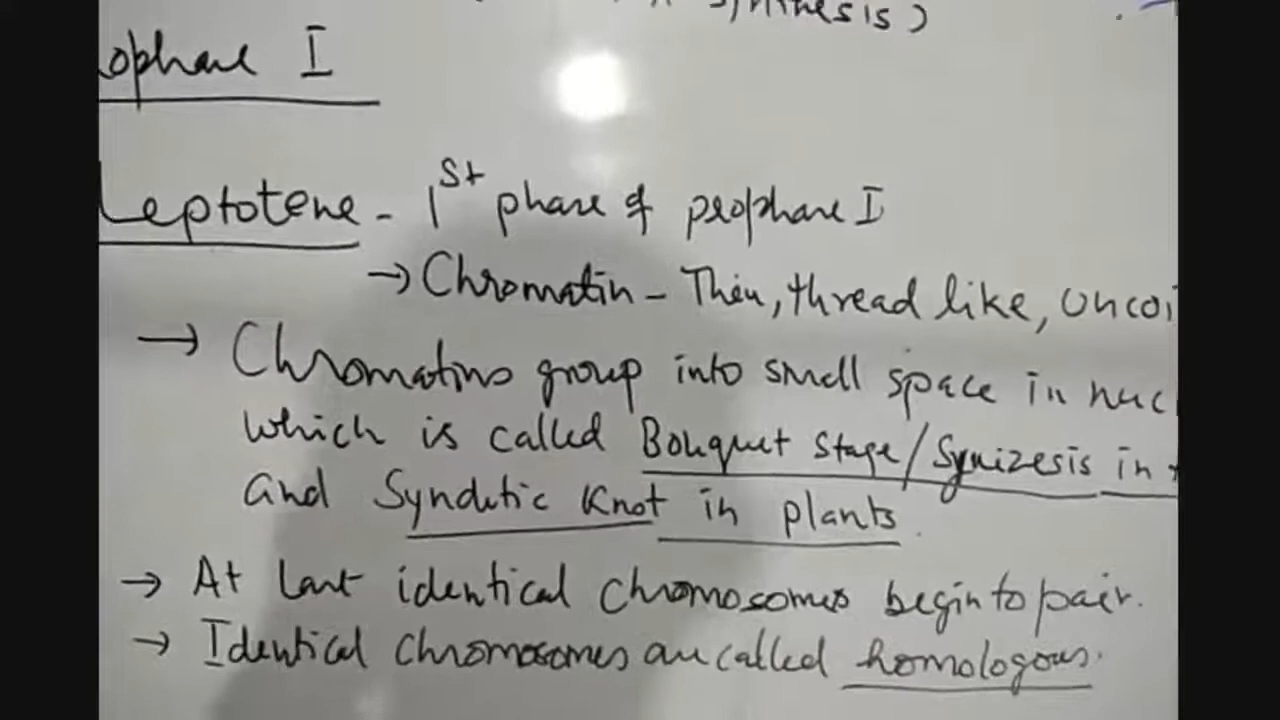 synthesis)
ophase I
Leptotene - 1st phase of prophase I
→ Chromatin - Thin, thread like, uncoi
→ Chromatins group into small space in nuc
which is called Bouquet Stage/Synizesis in
and Syndetic Knot in plants.
→ At last identical chromosomes begin to pair.
→ Identical chromosomes are called homologous.